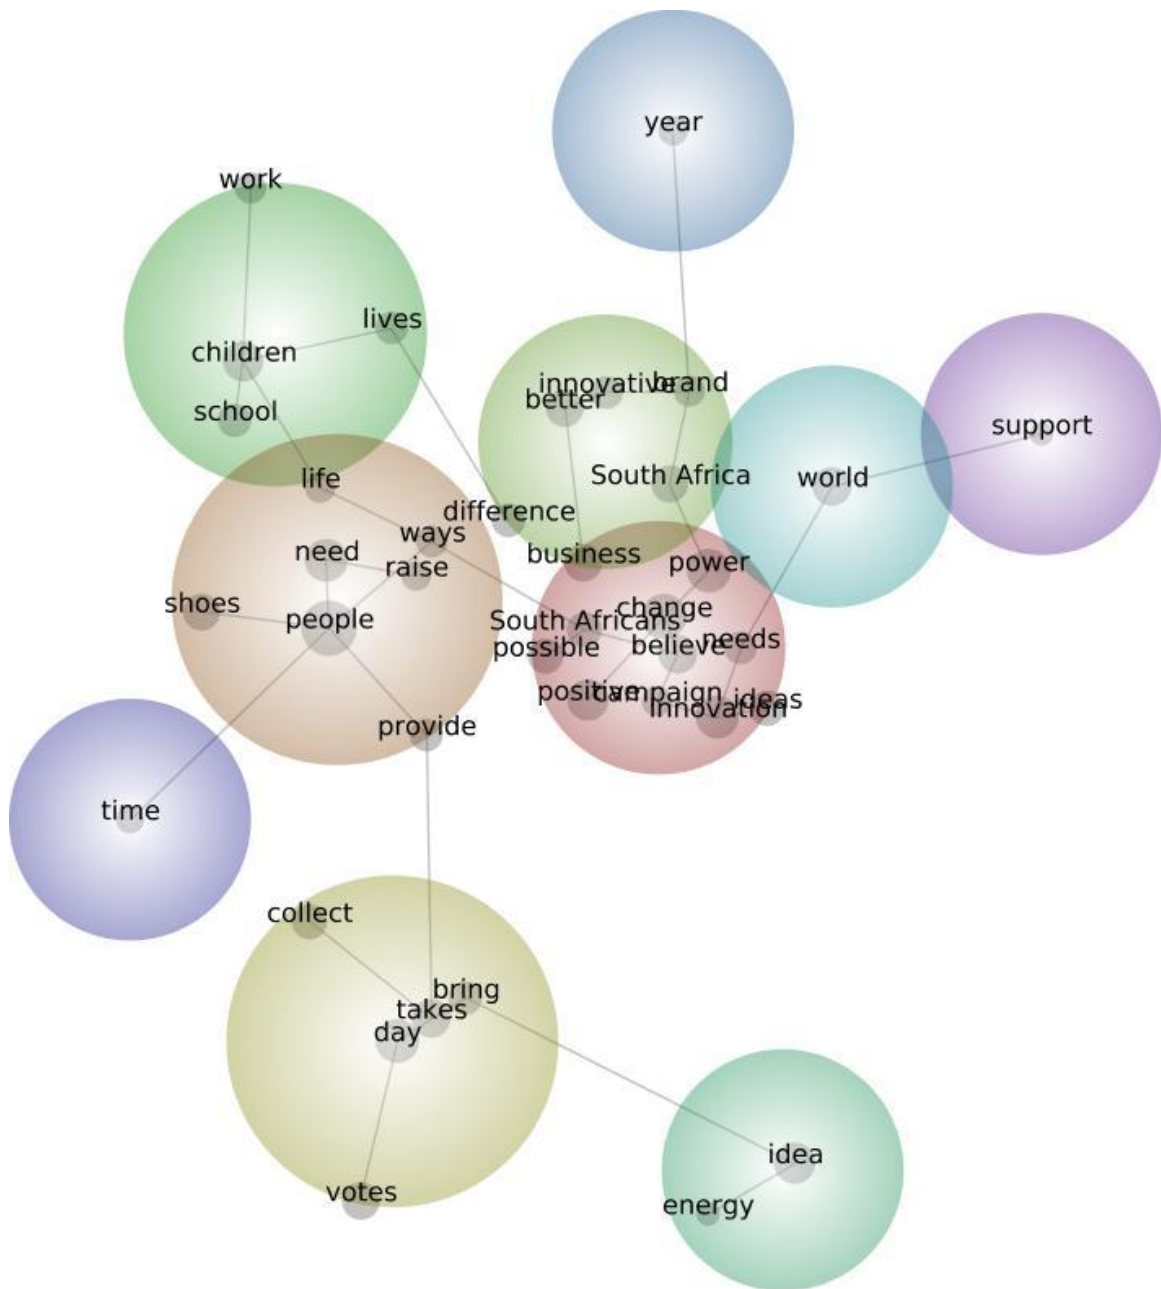 year
work
lives
children
school
innovative
brand
better
support
South Africa
world
life
difference
ways
need
raise
business
power
shoes
people
change
South Africans
possible
believe
needs
positive
campaign
innovation
ideas
provide
time
collect
bring
takes
day
votes
idea
energy